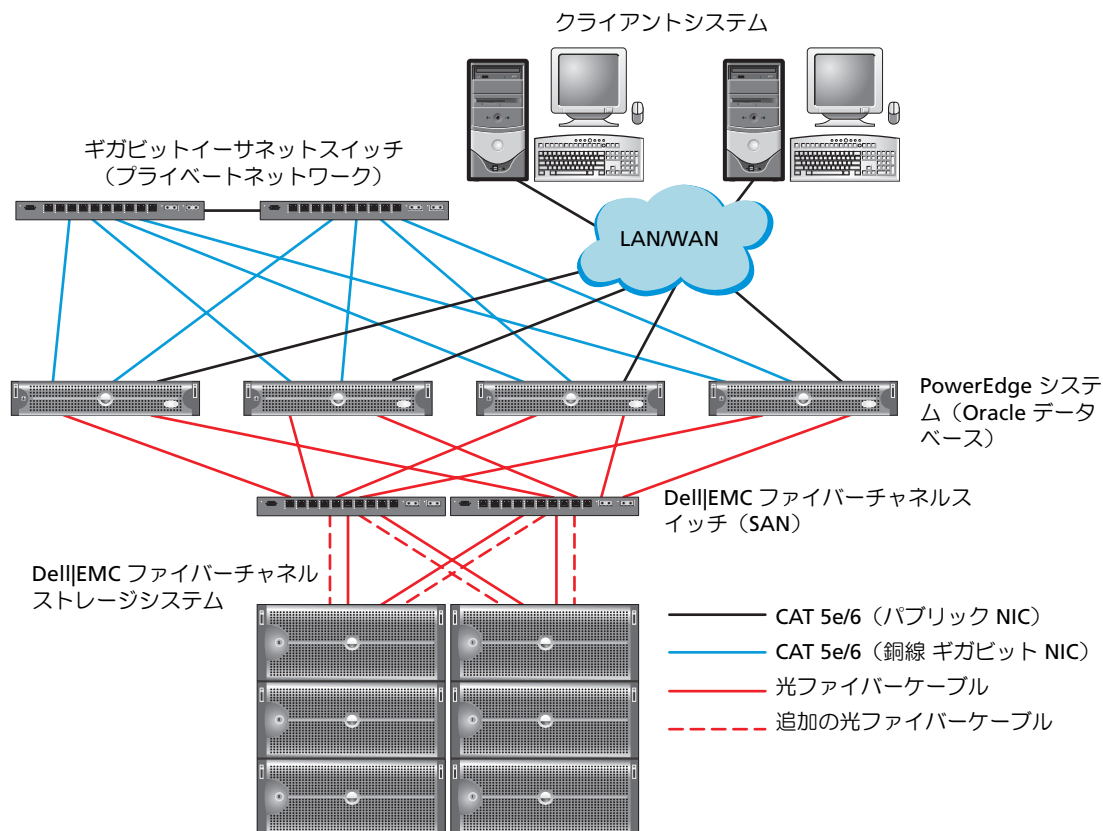 クライアントシステム
ギガビットイーサネットスイッチ
（プライベートネットワーク）
LAN/WAN
PowerEdge システ
ム（Oracle データ
ベース）
Dell|EMC ファイバーチャネルス
イッチ（SAN）
Dell|EMC ファイバーチャネル
ストレージシステム
CAT 5e/6（パブリック NIC）
CAT 5e/6（銅線 ギガビット NIC）
光ファイバーケーブル
追加の光ファイバーケーブル